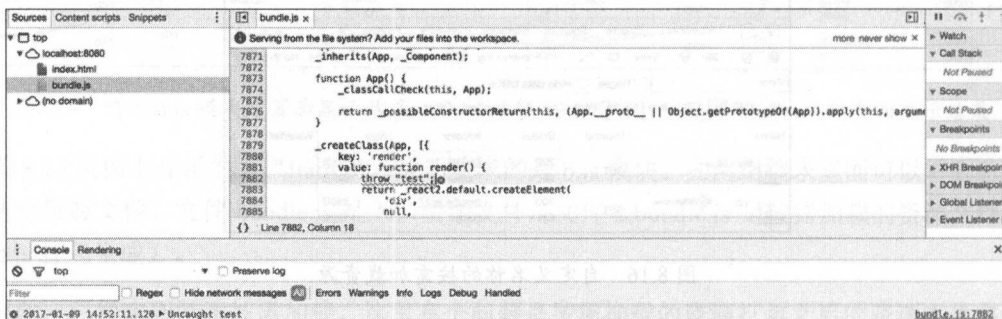 Sources Content scripts Snippets
bundle.js ×
top
localhost:8080
index.html
bundle.js
(no domain)
Serving from the file system? Add your files into the workspace.
more never show ×
7871 _inherits(App, _Component);
7872
7873 function App() {
7874 _classCallCheck(this, App);
7875
7876 return _possibleConstructorReturn(this, (App.__proto__ || Object.getPrototypeOf(App)).apply(this, argume
7877 }
7878
7879 _createClass(App, [{
7880 key: 'render',
7881 value: function render() {
7882 throw "test";
7883 return _react2.default.createElement(
7884 'div',
7885 null,
{} Line 7882, Column 18
Watch
Call Stack
Not Paused
Scope
Not Paused
Breakpoints
No Breakpoints
XHR Breakpoin
DOM Breakpoi
Global Listener
Event Listener
Console Rendering
top
Preserve log
Filter
Regex
Hide network messages
All Errors Warnings Info Logs Debug Handled
2017-01-09 14:52:11.120 Uncaught test
bundle.js:7882